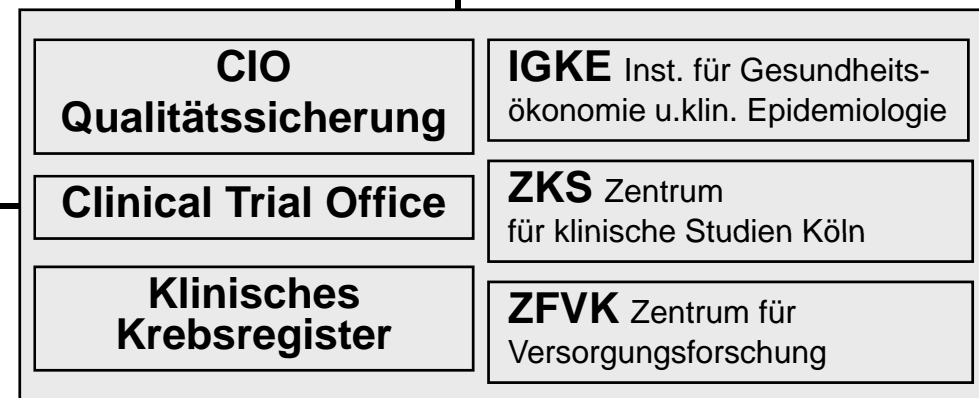 CIO
Qualitätssicherung
Clinical Trial Office
Klinisches
Krebsregister
IGKE Inst. für Gesundheits-
ökonomie u.klin. Epidemiologie
ZKS Zentrum
für klinische Studien Köln
ZFVK Zentrum für
Versorgungsforschung